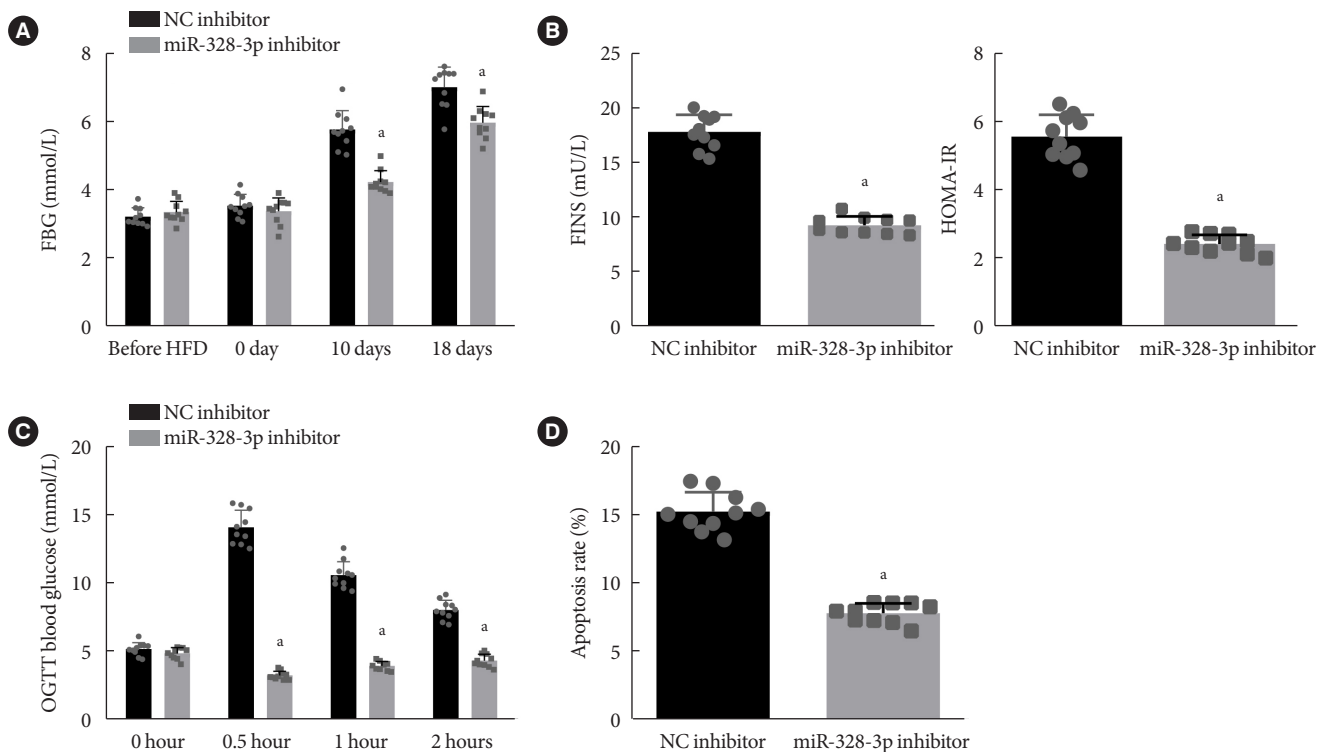 A
NC inhibitor
miR-328-3p inhibitor
FBG (mmol/L)
8
6
4
2
0
a
a
Before HFD 0 day 10 days 18 days
B
FINS (mU/L)
25
20
15
10
5
0
a
NC inhibitor miR-328-3p inhibitor
HOMA-IR
8
6
4
2
0
a
NC inhibitor miR-328-3p inhibitor
C
NC inhibitor
miR-328-3p inhibitor
OGTT blood glucose (mmol/L)
20
15
10
5
0
a a a
0 hour 0.5 hour 1 hour 2 hours
D
Apoptosis rate (%)
20
15
10
5
0
a
NC inhibitor miR-328-3p inhibitor